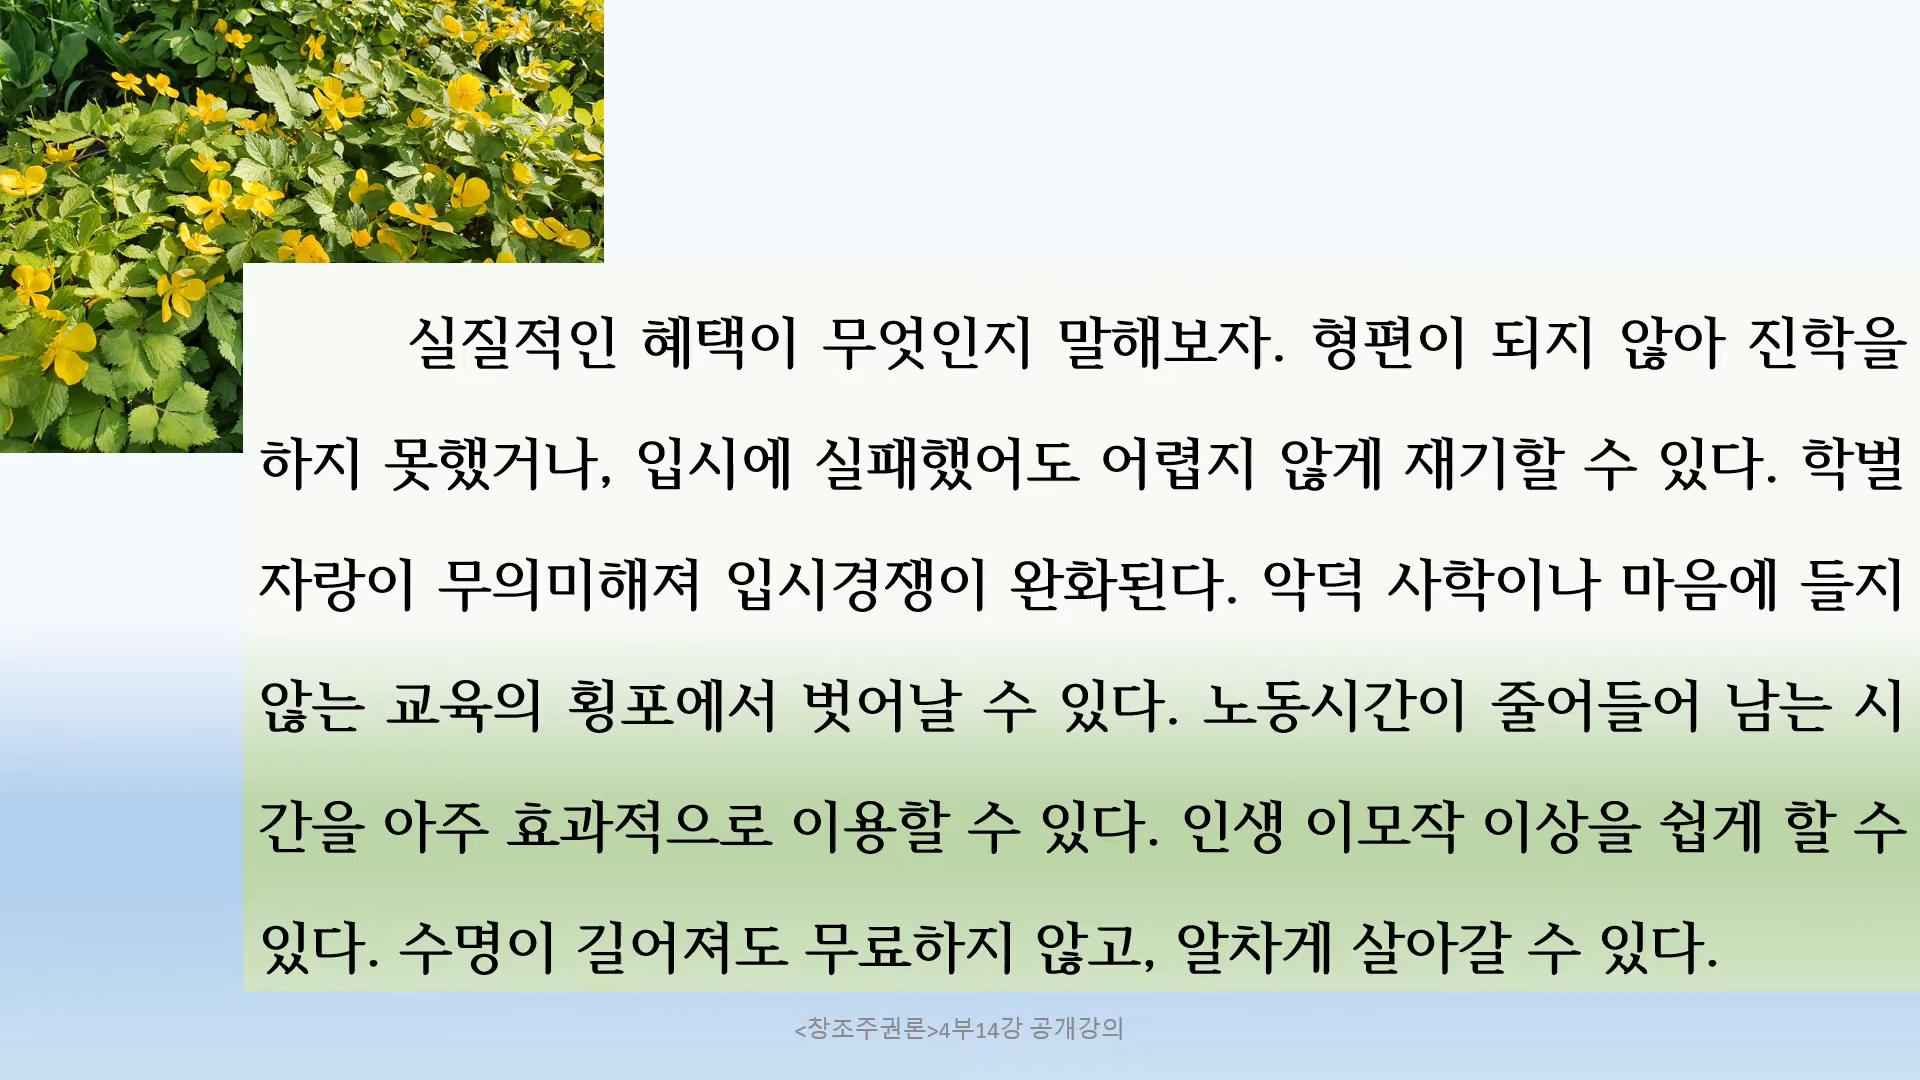 실질적인 혜택이 무엇인지 말해보자. 형편이 되지 않아 진학을
하지 못했거나, 입시에 실패했어도 어렵지 않게 재기할 수 있다. 학벌
자랑이 무의미해져 입시경쟁이 완화된다. 악덕 사학이나 마음에 들지
않는 교육의 횡포에서 벗어날 수 있다. 노동시간이 줄어들어 남는 시
간을 아주 효과적으로 이용할 수 있다. 인생 이모작 이상을 쉽게 할 수
있다. 수명이 길어져도 무료하지 않고, 알차게 살아갈 수 있다.
<창조주권론>4부14강 공개강의